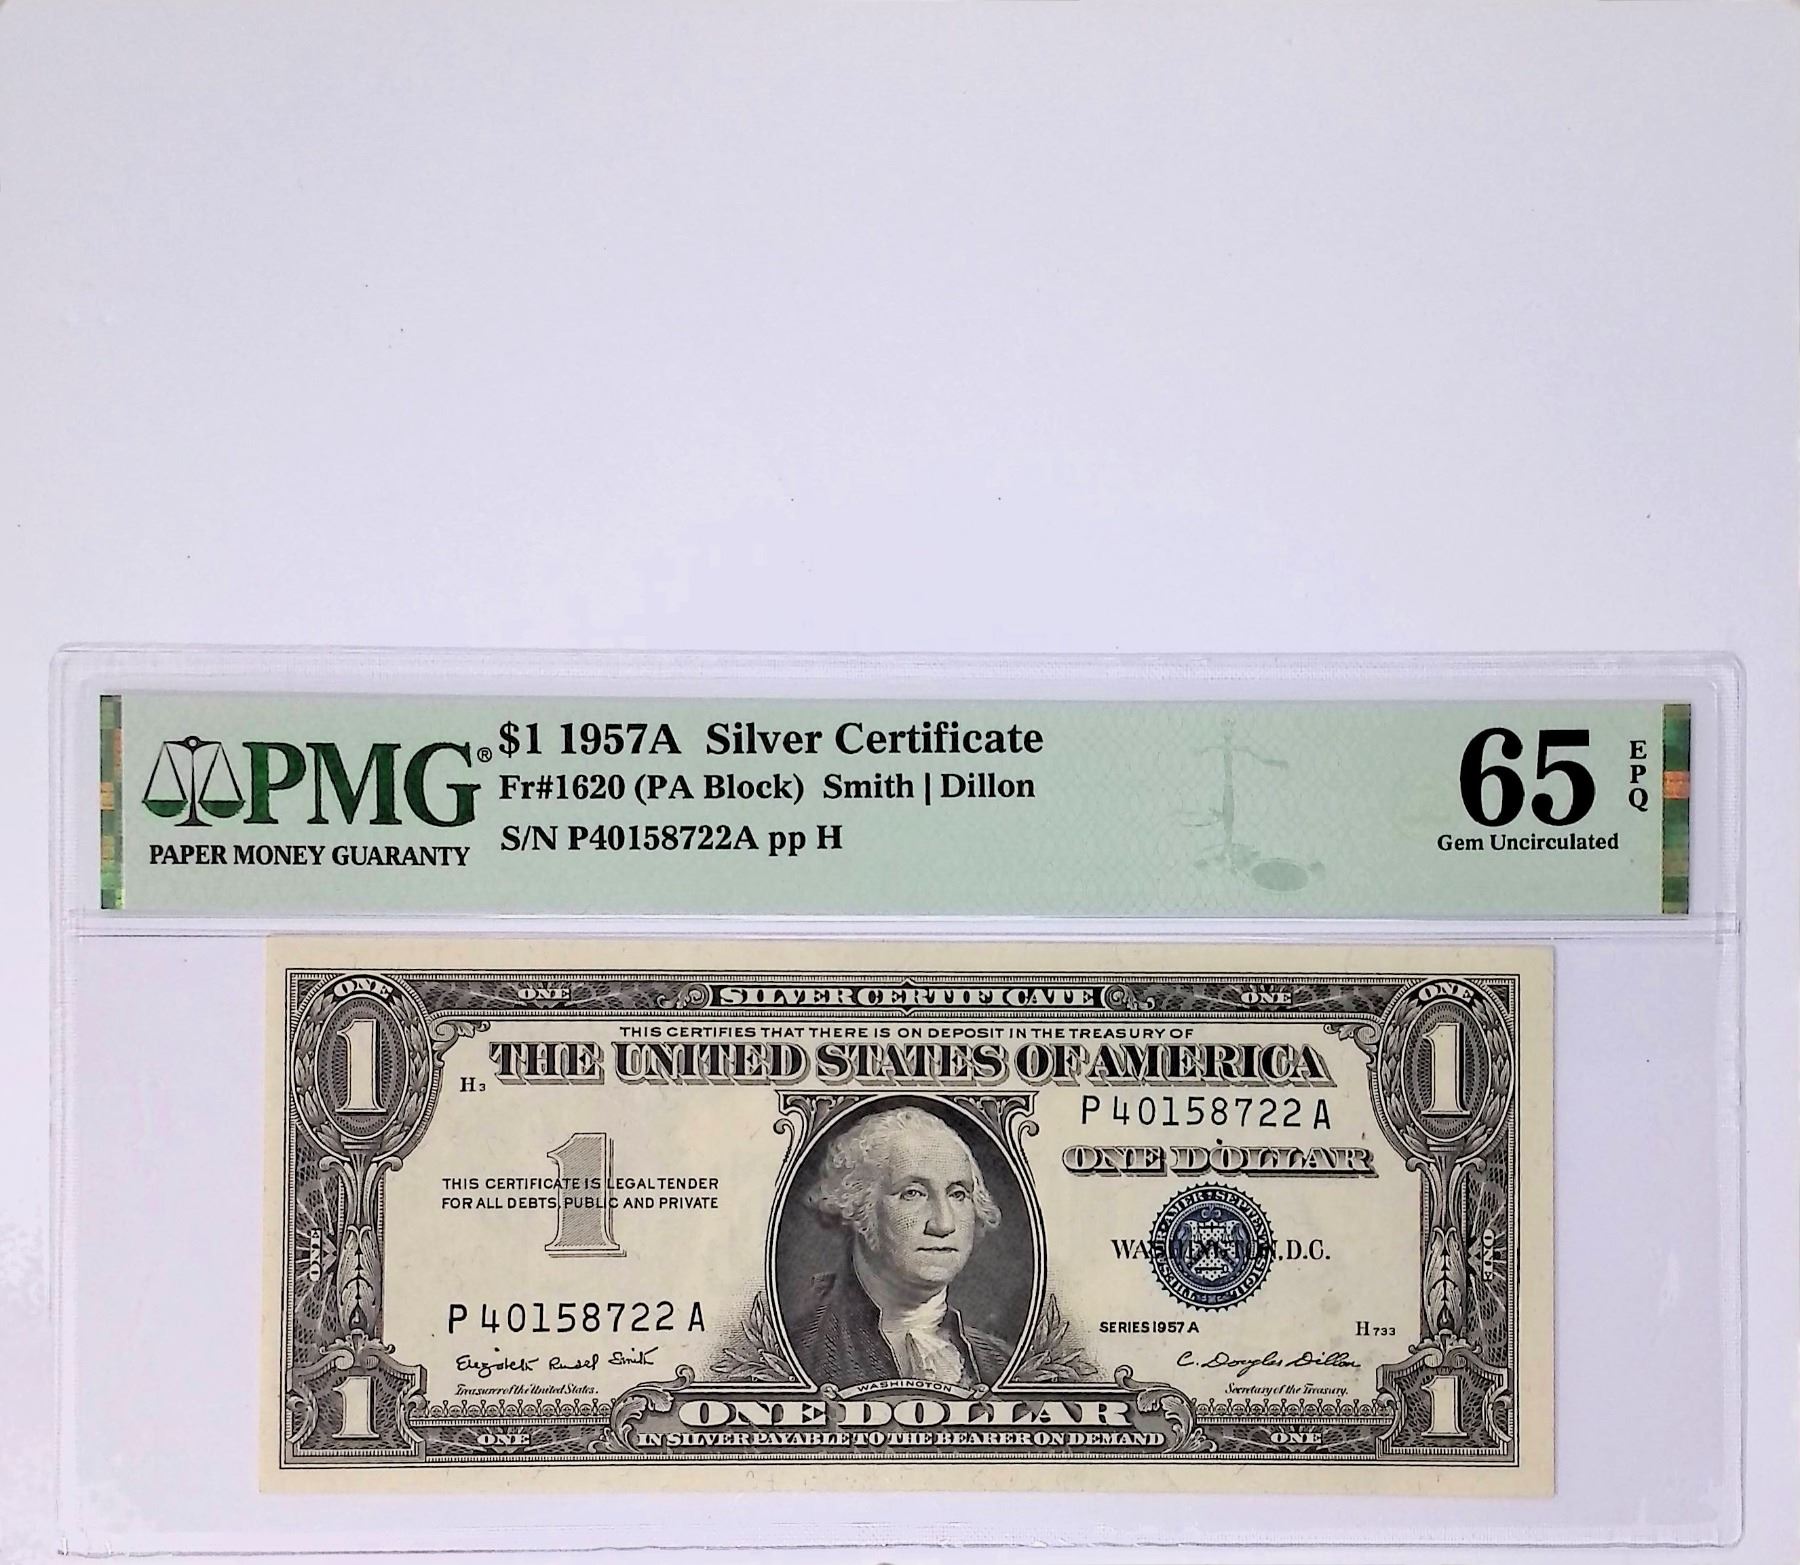 PMG®
PAPER MONEY GUARANTY
$1 1957A Silver Certificate
Fr#1620 (PA Block) Smith | Dillon
S/N P40158722A pp H
65
EPQ
Gem Uncirculated
ONE SILVER CERTIFICATE ONE
ONE ONE
1 1
THIS CERTIFIES THAT THERE IS ON DEPOSIT IN THE TREASURY OF
THE UNITED STATES OF AMERICA
H3
P 40158722 A
ONE DOLLAR
1
THIS CERTIFICATE IS LEGAL TENDER
FOR ALL DEBTS, PUBLIC AND PRIVATE
WASHINGTON, D.C.
ONE ONE
P 40158722 A
SERIES 1957 A
H733
Elizabeth Rudel Smith
Treasurer of the United States.
C. Douglas Dillon
Secretary of the Treasury.
WASHINGTON
1 1
ONE DOLLAR
ONE IN SILVER PAYABLE TO THE BEARER ON DEMAND ONE